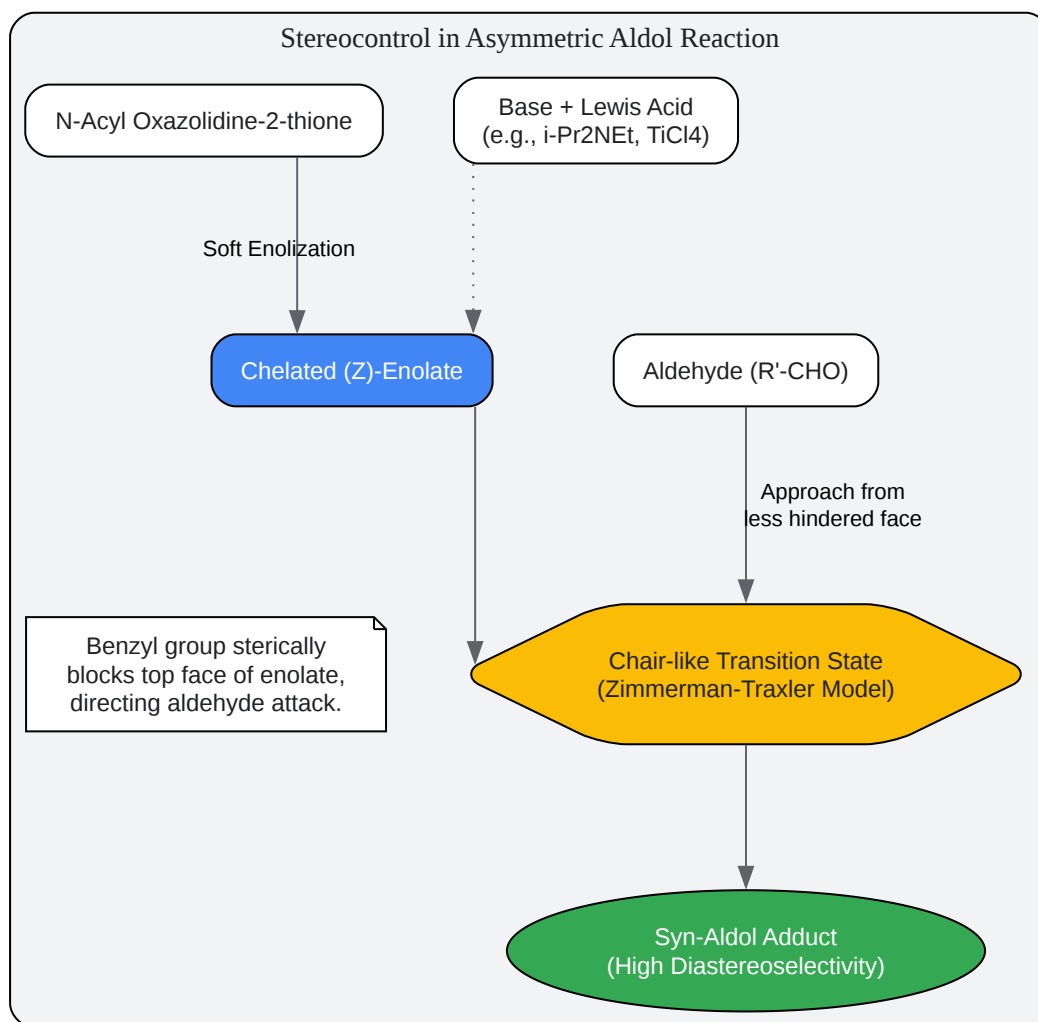 Stereocontrol in Asymmetric Aldol Reaction
N-Acyl Oxazolidine-2-thione
Base + Lewis Acid
(e.g., i-Pr2NEt, TiCl4)
Soft Enolization
Chelated (Z)-Enolate
Aldehyde (R'-CHO)
Approach from
less hindered face
Benzyl group sterically
blocks top face of enolate,
directing aldehyde attack.
Chair-like Transition State
(Zimmerman-Traxler Model)
Syn-Aldol Adduct
(High Diastereoselectivity)